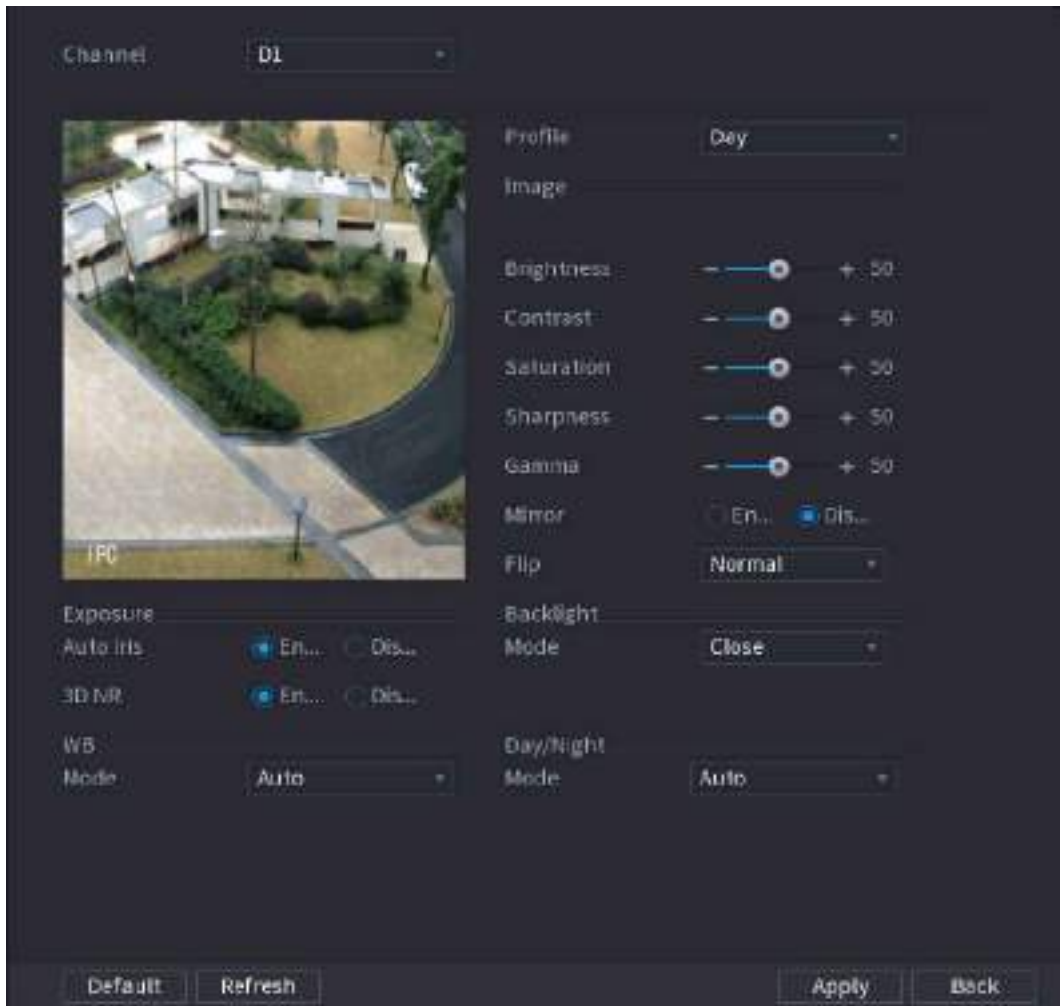 Channel D1
Profile Day
Image
Brightness - + 50
Contrast - + 50
Saturation - + 50
Sharpness - + 50
Gamma - + 50
Mirror En... Dis...
IPC
Flip Normal
Exposure Backlight
Auto Iris En... Dis... Mode Close
3D NR En... Dis...
WB Day/Night
Mode Auto Mode Auto
Default Refresh Apply Back